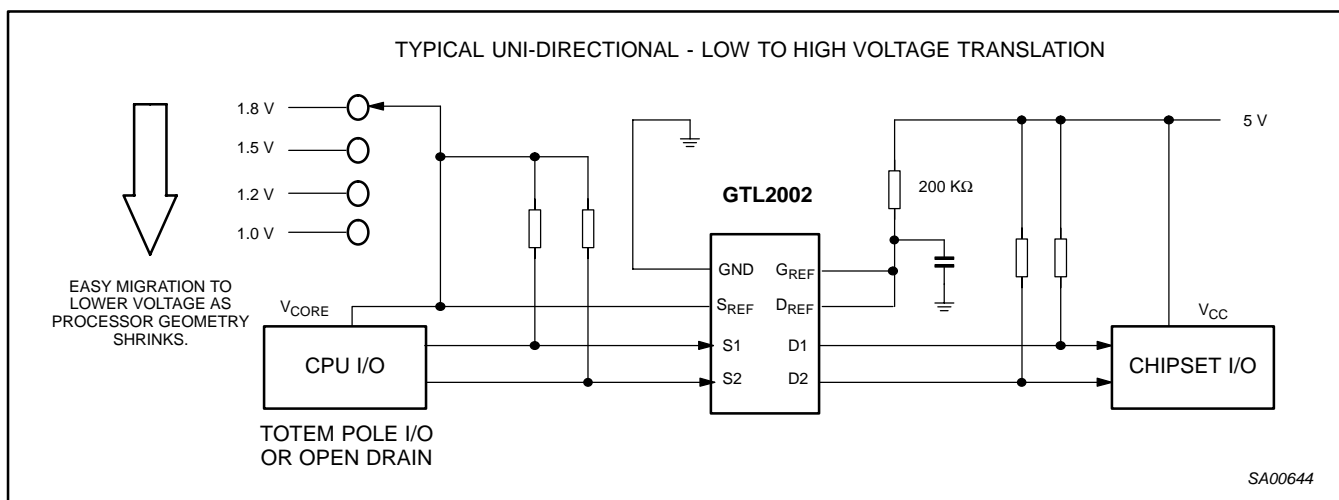 TYPICAL UNI-DIRECTIONAL - LOW TO HIGH VOLTAGE TRANSLATION
1.8 V
1.5 V
1.2 V
1.0 V
EASY MIGRATION TO
LOWER VOLTAGE AS
PROCESSOR GEOMETRY
SHRINKS.
5 V
200 KΩ
GTL2002
GND
GREF
SREF
DREF
S1
D1
S2
D2
VCORE
CPU I/O
TOTEM POLE I/O
OR OPEN DRAIN
VCC
CHIPSET I/O
SA00644